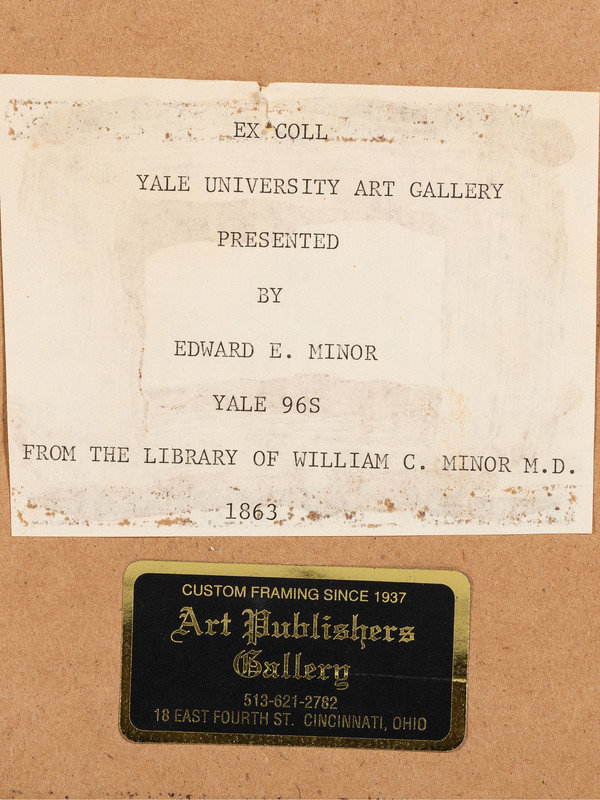 EX COLL
YALE UNIVERSITY ART GALLERY
PRESENTED
BY
EDWARD E. MINOR
YALE 96S
FROM THE LIBRARY OF WILLIAM C. MINOR M.D.
1863
CUSTOM FRAMING SINCE 1937
Art Publishers
Gallery
513-621-2782
18 EAST FOURTH ST. CINCINNATI, OHIO